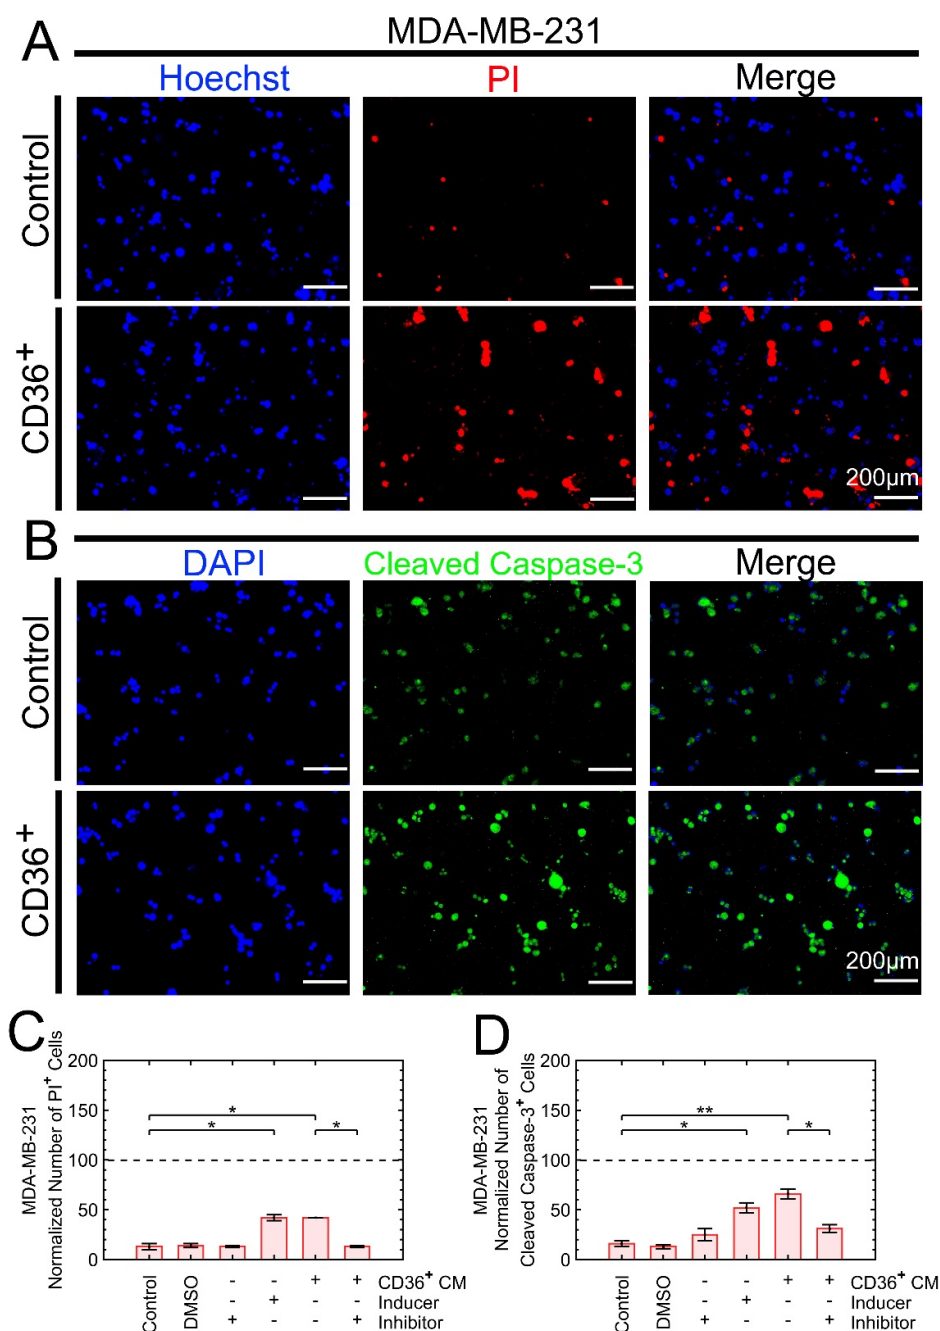 A
MDA-MB-231
Hoechst PI Merge
Control
CD36+
200μm
B
DAPI Cleaved Caspase-3 Merge
Control
CD36+
200μm
C
MDA-MB-231
Normalized Number of PI+ Cells
200
150
100
50
0
*
*
*
Control
DMSO
- - + + CD36+ CM
- + - - Inducer
+ - - + Inhibitor
D
MDA-MB-231
Normalized Number of
Cleaved Caspase-3+ Cells
200
150
100
50
0
**
*
*
Control
DMSO
- - + + CD36+ CM
- + - - Inducer
+ - - + Inhibitor